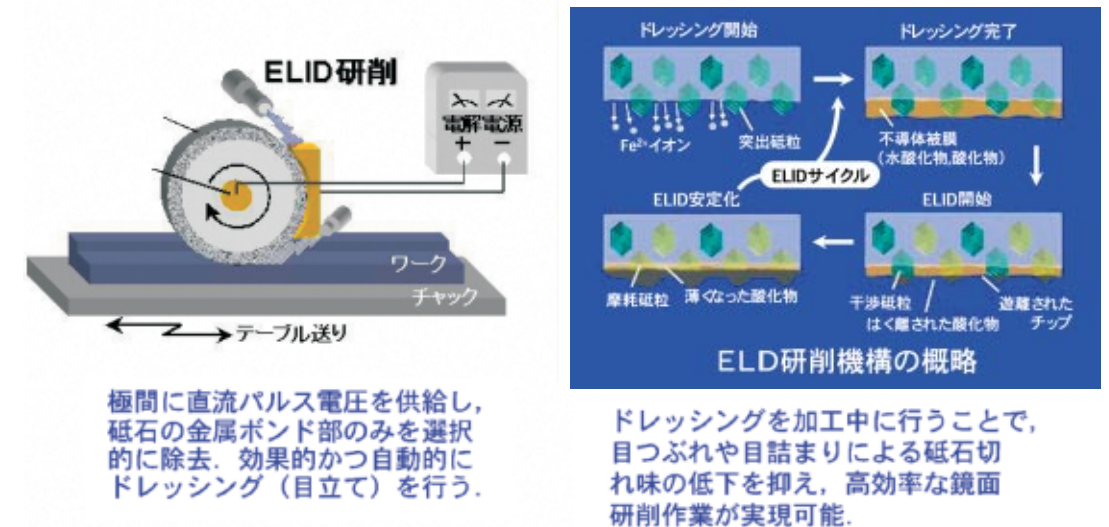 ELID研削
電解電源
+ −
ワーク
チャック
テーブル送り
極間に直流パルス電圧を供給し，
砥石の金属ボンド部のみを選択
的に除去．効果的かつ自動的に
ドレッシング（目立て）を行う．
ドレッシング開始
ドレッシング完了
Fe²⁺イオン
突出砥粒
不導体被膜
（水酸化物,酸化物）
ELIDサイクル
ELID安定化
ELID開始
摩耗砥粒
薄くなった酸化物
干渉砥粒
はく離された酸化物
遊離された
チップ
ELD研削機構の概略
ドレッシングを加工中に行うことで，
目つぶれや目詰まりによる砥石切
れ味の低下を抑え，高効率な鏡面
研削作業が実現可能．